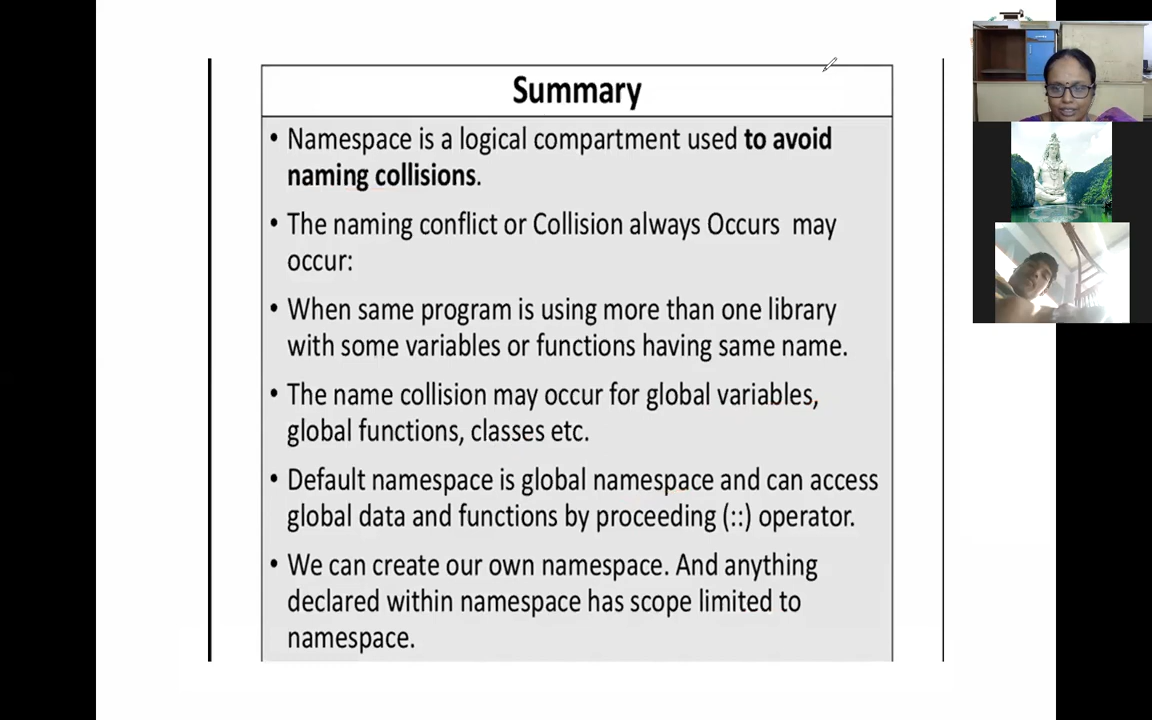 Summary
• Namespace is a logical compartment used to avoid
naming collisions.
• The naming conflict or Collision always Occurs may
occur:
• When same program is using more than one library
with some variables or functions having same name.
• The name collision may occur for global variables,
global functions, classes etc.
• Default namespace is global namespace and can access
global data and functions by proceeding (::) operator.
• We can create our own namespace. And anything
declared within namespace has scope limited to
namespace.